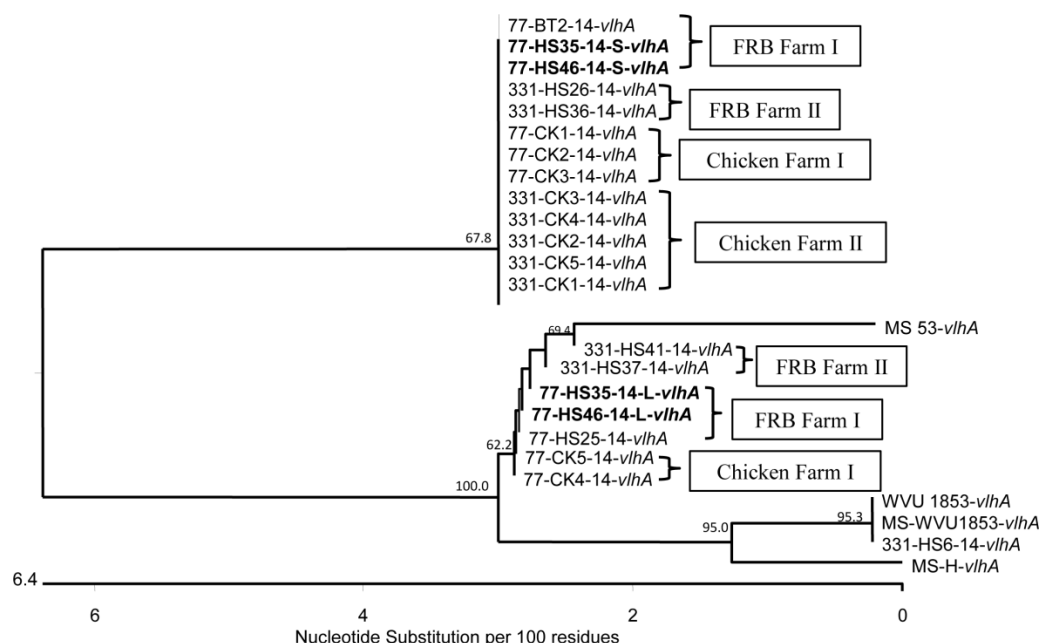 77-BT2-14-vlhA
77-HS35-14-S-vlhA
77-HS46-14-S-vlhA
FRB Farm I
331-HS26-14-vlhA
331-HS36-14-vlhA
FRB Farm II
77-CK1-14-vlhA
77-CK2-14-vlhA
77-CK3-14-vlhA
Chicken Farm I
331-CK3-14-vlhA
331-CK4-14-vlhA
331-CK2-14-vlhA
331-CK5-14-vlhA
331-CK1-14-vlhA
Chicken Farm II
67.8
69.4
MS 53-vlhA
331-HS41-14-vlhA
331-HS37-14-vlhA
FRB Farm II
77-HS35-14-L-vlhA
77-HS46-14-L-vlhA
77-HS25-14-vlhA
FRB Farm I
62.2
77-CK5-14-vlhA
77-CK4-14-vlhA
Chicken Farm I
100.0
WVU 1853-vlhA
95.3
MS-WVU1853-vlhA
95.0
331-HS6-14-vlhA
MS-H-vlhA
6.4
6 4 2 0
Nucleotide Substitution per 100 residues